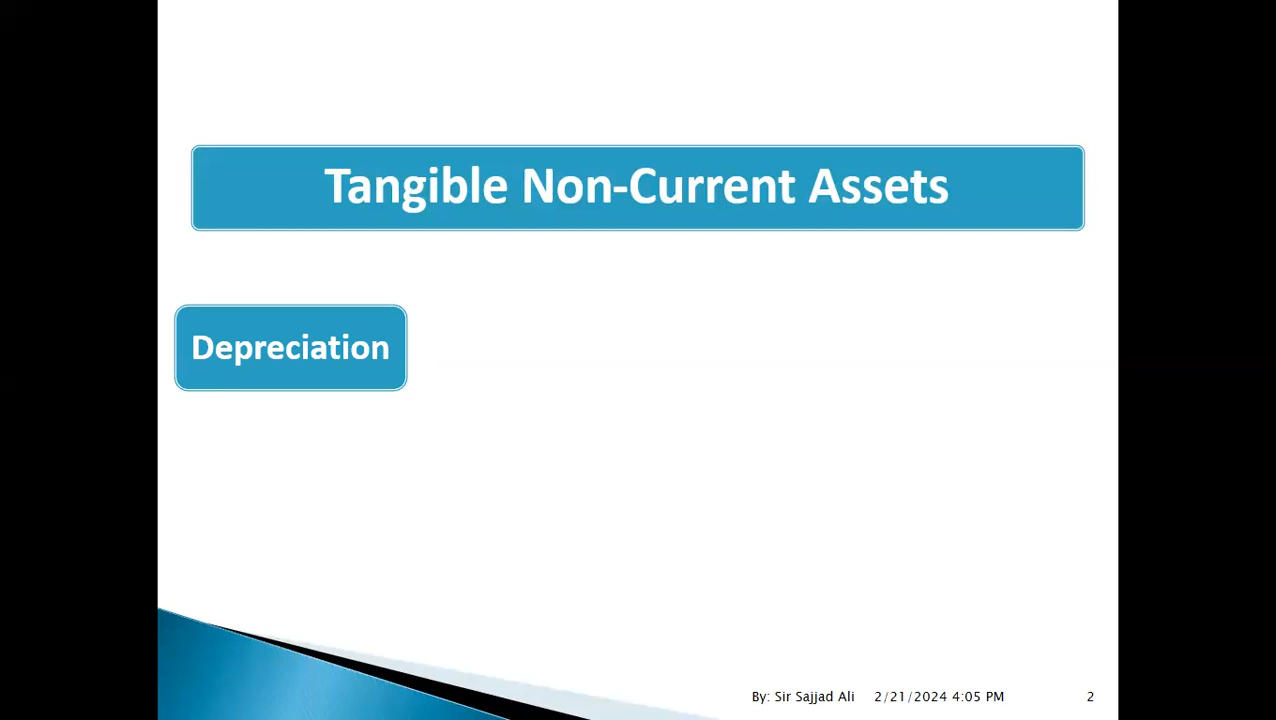 Tangible Non-Current Assets
Depreciation
By: Sir Sajjad Ali 2/21/2024 4:05 PM 2